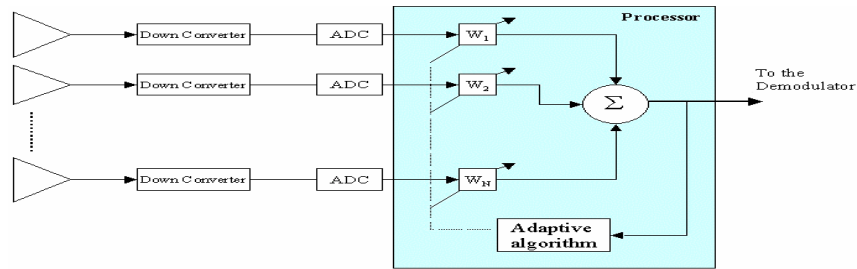 Processor
Down Converter
ADC
W1
To the
Demodulator
Down Converter
ADC
W2
Σ
Down Converter
ADC
WN
Adaptive
algorithm